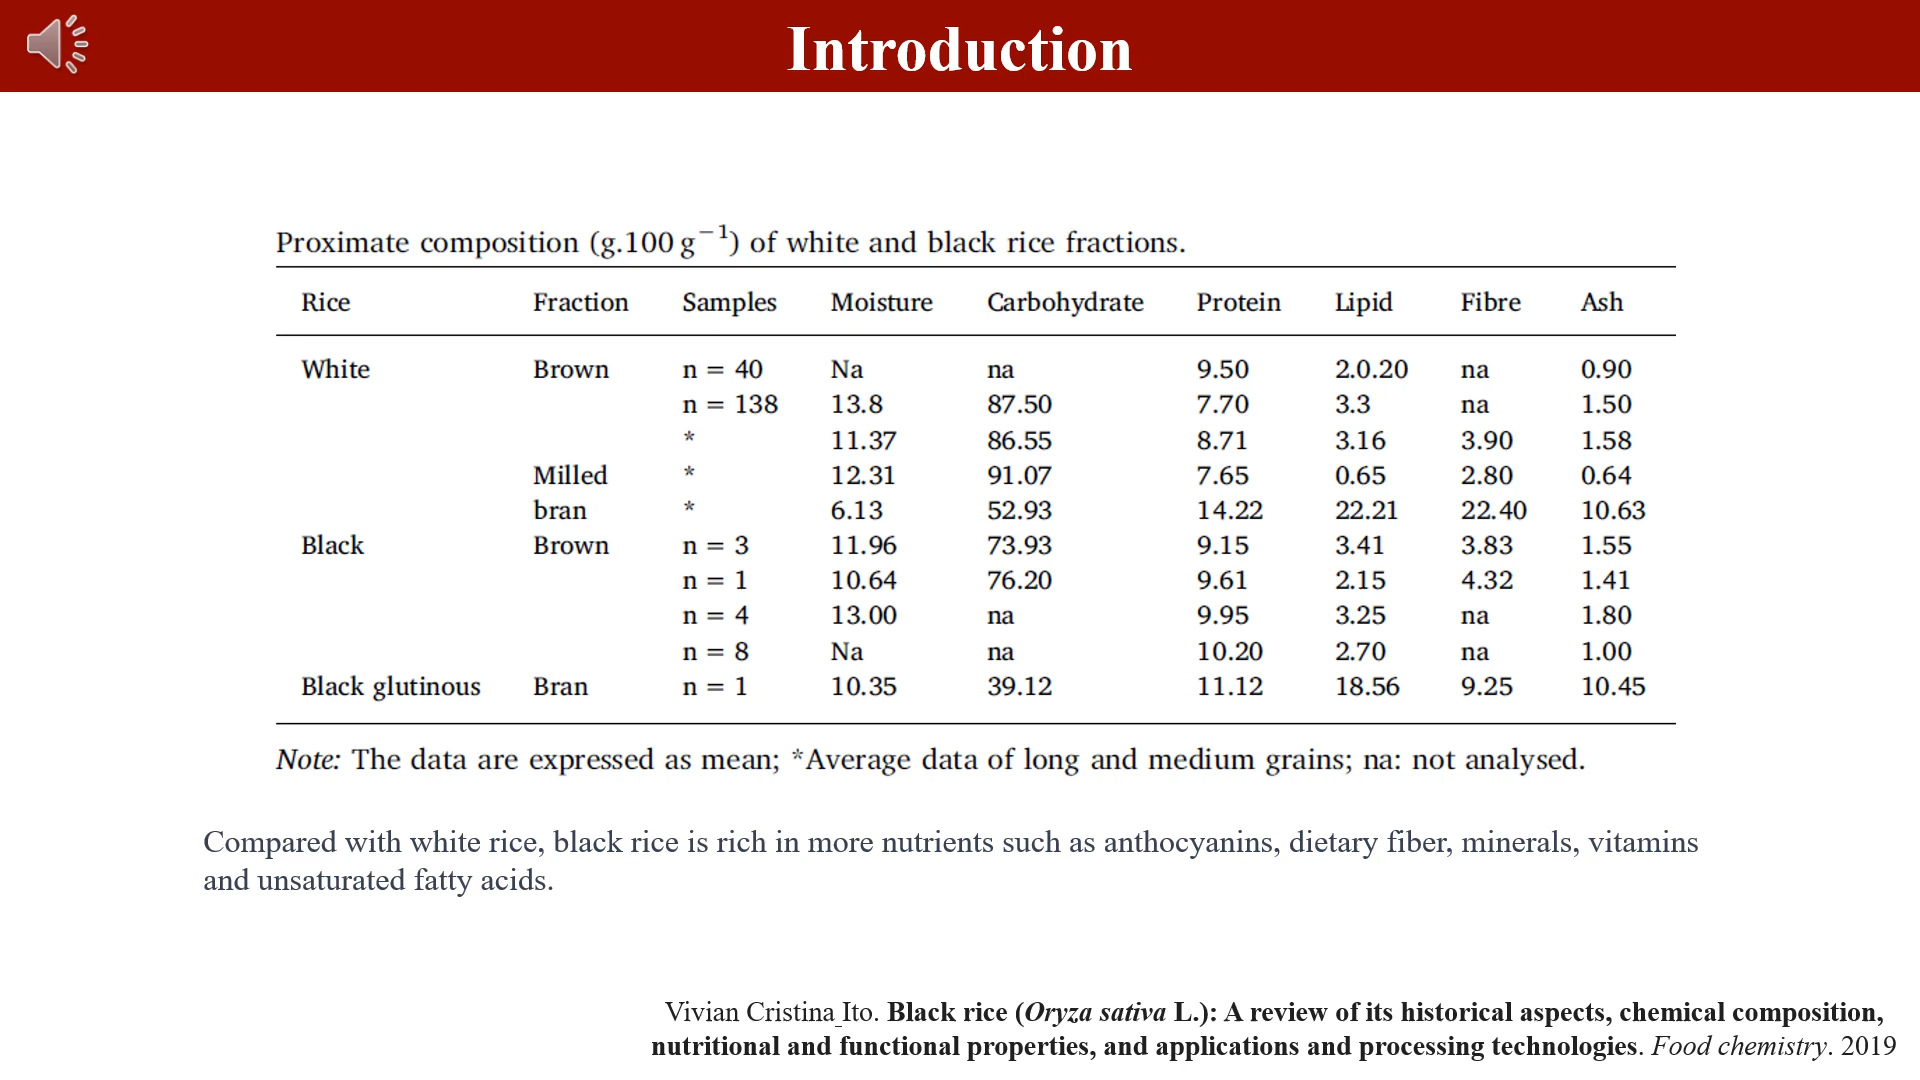 Introduction
Proximate composition (g.100 g⁻¹) of white and black rice fractions.
Rice Fraction Samples Moisture Carbohydrate Protein Lipid Fibre Ash
White Brown n = 40 Na na 9.50 2.0.20 na 0.90
n = 138 13.8 87.50 7.70 3.3 na 1.50
* 11.37 86.55 8.71 3.16 3.90 1.58
Milled * 12.31 91.07 7.65 0.65 2.80 0.64
bran * 6.13 52.93 14.22 22.21 22.40 10.63
Black Brown n = 3 11.96 73.93 9.15 3.41 3.83 1.55
n = 1 10.64 76.20 9.61 2.15 4.32 1.41
n = 4 13.00 na 9.95 3.25 na 1.80
n = 8 Na na 10.20 2.70 na 1.00
Black glutinous Bran n = 1 10.35 39.12 11.12 18.56 9.25 10.45
Note: The data are expressed as mean; *Average data of long and medium grains; na: not analysed.
Compared with white rice, black rice is rich in more nutrients such as anthocyanins, dietary fiber, minerals, vitamins
and unsaturated fatty acids.
Vivian Cristina Ito. Black rice (Oryza sativa L.): A review of its historical aspects, chemical composition,
nutritional and functional properties, and applications and processing technologies. Food chemistry. 2019